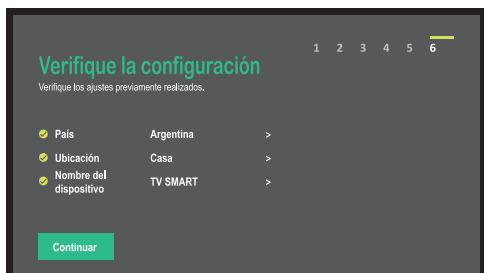 1 2 3 4 5 6
Verifique la configuración
Verifique los ajustes previamente realizados.
País Argentina >
Ubicación Casa >
Nombre del
dispositivo TV SMART >
Continuar